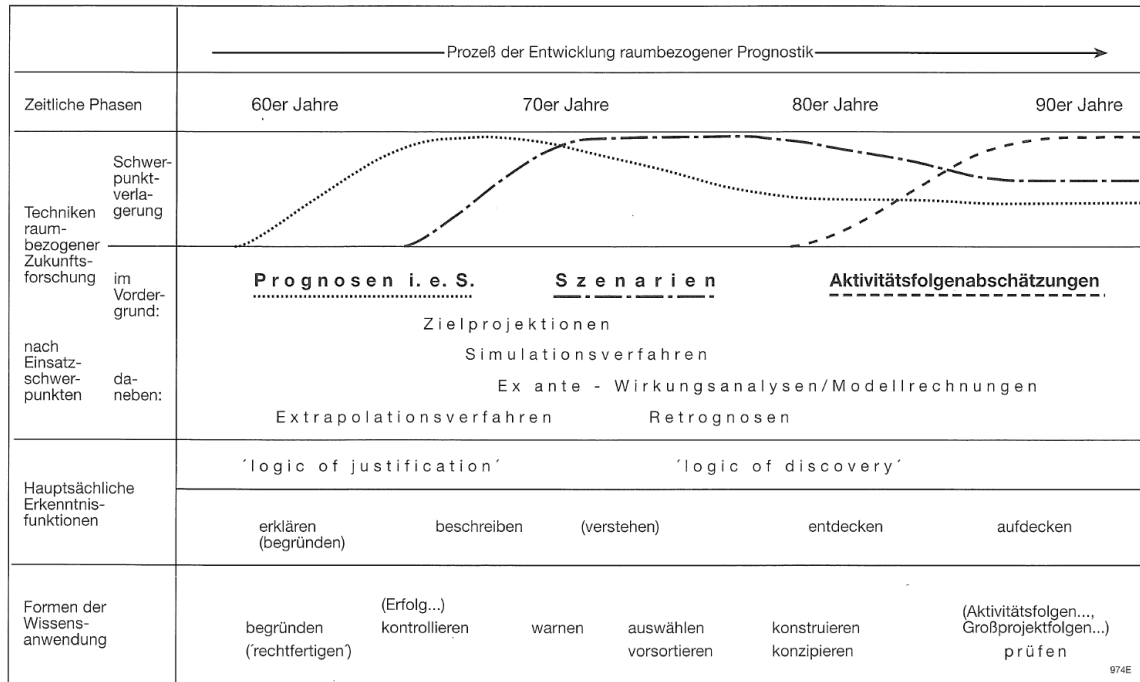 Prozeß der Entwicklung raumbezogener Prognostik
Zeitliche Phasen
60er Jahre
70er Jahre
80er Jahre
90er Jahre
Techniken
raum-
bezogener
Zukunfts-
forschung
nach
Einsatz-
schwer-
punkten
Schwer-
punkt-
verla-
gerung
im
Vorder-
grund:
Prognosen i.e.S.
Szenarien
Aktivitätsfolgenabschätzungen
da-
neben:
Zielprojektionen
Simulationsverfahren
Ex ante - Wirkungsanalysen/Modellrechnungen
Extrapolationsverfahren
Retrognosen
Hauptsächliche
Erkenntnis-
funktionen
´logic of justification´
´logic of discovery´
erklären
(begründen)
beschreiben
(verstehen)
entdecken
aufdecken
Formen der
Wissens-
anwendung
begründen
(´rechtfertigen´)
(Erfolg...)
kontrollieren
warnen
auswählen
vorsortieren
konstruieren
konzipieren
(Aktivitätsfolgen...,
Großprojektfolgen...)
prüfen
974E